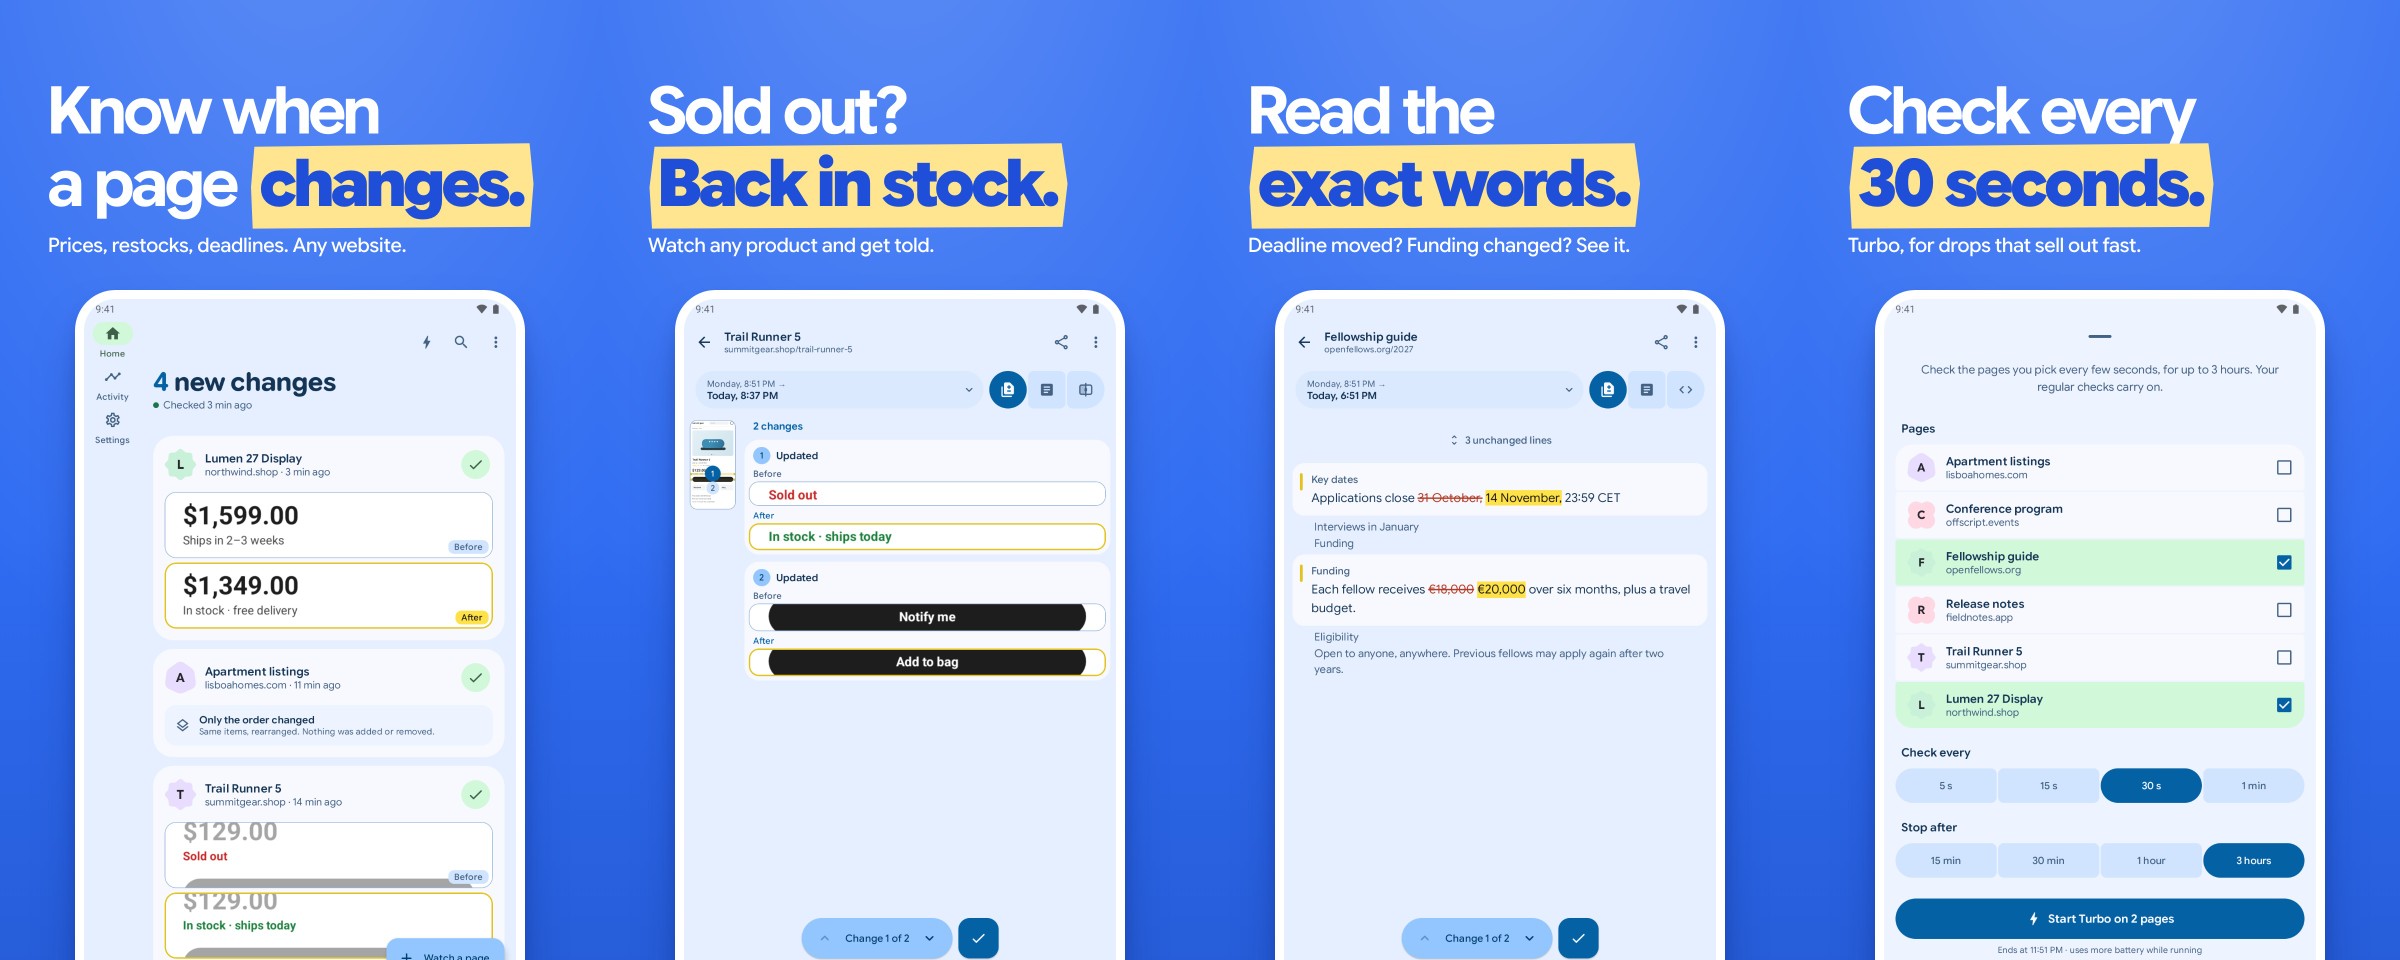 Know when
a page changes.
Prices, restocks, deadlines. Any website.
9:41
Home
Activity
Settings
4 new changes
Checked 3 min ago
L
Lumen 27 Display
northwind.shop · 3 min ago
$1,599.00
Ships in 2–3 weeks
Before
$1,349.00
In stock · free delivery
After
A
Apartment listings
lisboahomes.com · 11 min ago
Only the order changed
Same items, rearranged. Nothing was added or removed.
T
Trail Runner 5
summitgear.shop · 14 min ago
$129.00
Sold out
Before
$129.00
In stock · ships today
+ Watch a page
Sold out?
Back in stock.
Watch any product and get told.
9:41
Trail Runner 5
summitgear.shop/trail-runner-5
Monday, 8:51 PM →
Today, 8:37 PM
1
2
2 changes
1 Updated
Before
Sold out
After
In stock · ships today
2 Updated
Before
Notify me
After
Add to bag
Change 1 of 2
Read the
exact words.
Deadline moved? Funding changed? See it.
9:41
Fellowship guide
openfellows.org/2027
Monday, 8:51 PM →
Today, 6:51 PM
3 unchanged lines
Key dates
Applications close 31 October, 14 November, 23:59 CET
Interviews in January
Funding
Funding
Each fellow receives €18,000 €20,000 over six months, plus a travel
budget.
Eligibility
Open to anyone, anywhere. Previous fellows may apply again after two
years.
Change 1 of 2
Check every
30 seconds.
Turbo, for drops that sell out fast.
9:41
Check the pages you pick every few seconds, for up to 3 hours. Your
regular checks carry on.
Pages
A
Apartment listings
lisboahomes.com
C
Conference program
offscript.events
F
Fellowship guide
openfellows.org
R
Release notes
fieldnotes.app
T
Trail Runner 5
summitgear.shop
L
Lumen 27 Display
northwind.shop
Check every
5 s 15 s 30 s 1 min
Stop after
15 min 30 min 1 hour 3 hours
Start Turbo on 2 pages
Ends at 11:51 PM · uses more battery while running